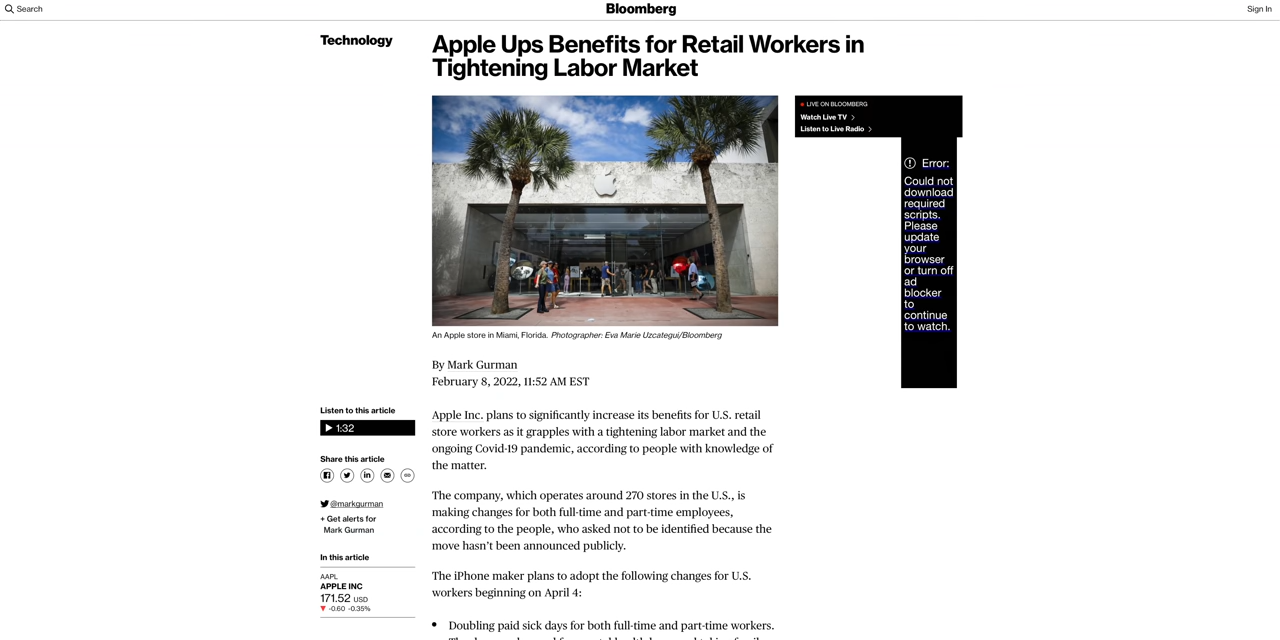 Search
Bloomberg
Sign In
Technology
Apple Ups Benefits for Retail Workers in
Tightening Labor Market
LIVE ON BLOOMBERG
Watch Live TV
Listen to Live Radio
Error:
Could not
download
required
scripts.
Please
update
your
browser
or turn off
ad
blocker
to
continue
to watch.
An Apple store in Miami, Florida. Photographer: Eva Marie Uzcategui/Bloomberg
By Mark Gurman
February 8, 2022, 11:52 AM EST
Listen to this article
1:32
Share this article
@markgurman
+ Get alerts for
Mark Gurman
In this article
AAPL
APPLE INC
171.52 USD
-0.60 -0.35%
Apple Inc. plans to significantly increase its benefits for U.S. retail
store workers as it grapples with a tightening labor market and the
ongoing Covid-19 pandemic, according to people with knowledge of
the matter.
The company, which operates around 270 stores in the U.S., is
making changes for both full-time and part-time employees,
according to the people, who asked not to be identified because the
move hasn't been announced publicly.
The iPhone maker plans to adopt the following changes for U.S.
workers beginning on April 4:
• Doubling paid sick days for both full-time and part-time workers.